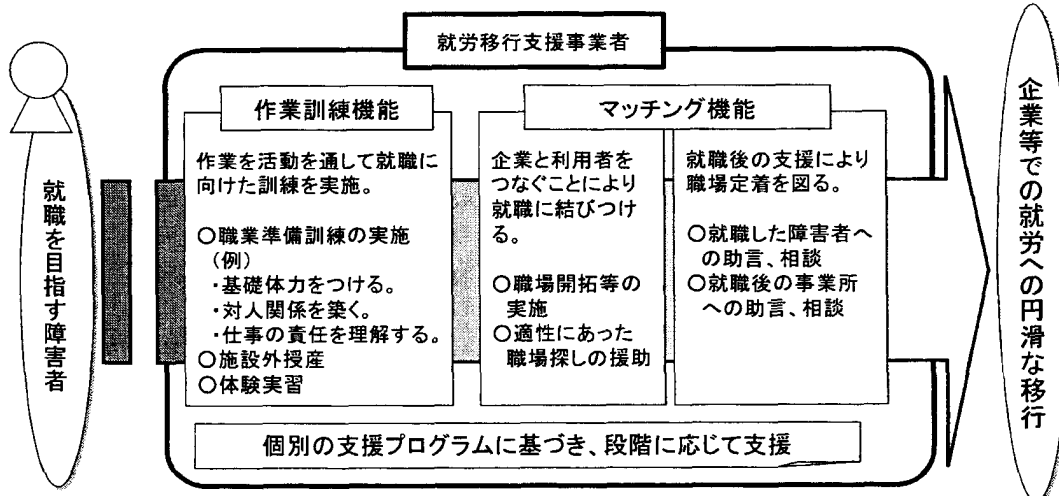 就労移行支援事業者
就職を目指す障害者
作業訓練機能
作業を活動を通して就職に
向けた訓練を実施。
○職業準備訓練の実施
(例)
・基礎体力をつける。
・対人関係を築く。
・仕事の責任を理解する。
○施設外授産
○体験実習
マッチング機能
企業と利用者を
つなぐことにより
就職に結びつけ
る。
○職場開拓等の
実施
○適性にあった
職場探しの援助
就職後の支援により
職場定着を図る。
○就職した障害者へ
の助言、相談
○就職後の事業所
への助言、相談
個別の支援プログラムに基づき、段階に応じて支援
企業等での就労への円滑な移行